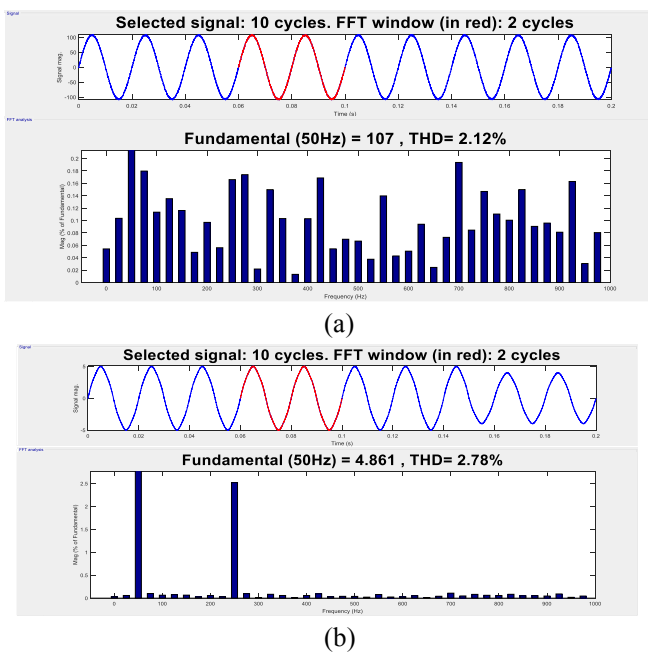 Signal
Selected signal: 10 cycles. FFT window (in red): 2 cycles
Signal mag.
100
50
0
-50
-100
0 0.02 0.04 0.06 0.08 0.1 0.12 0.14 0.16 0.18 0.2
Time (s)
FFT analysis
Fundamental (50Hz) = 107 , THD= 2.12%
Mag (% of Fundamental)
0.2
0.18
0.16
0.14
0.12
0.1
0.08
0.06
0.04
0.02
0
0 100 200 300 400 500 600 700 800 900 1000
Frequency (Hz)
(a)
Signal
Selected signal: 10 cycles. FFT window (in red): 2 cycles
Signal mag.
5
0
-5
0 0.02 0.04 0.06 0.08 0.1 0.12 0.14 0.16 0.18 0.2
Time (s)
FFT analysis
Fundamental (50Hz) = 4.861 , THD= 2.78%
Mag (% of Fundamental)
2.5
2
1.5
1
0.5
0
0 100 200 300 400 500 600 700 800 900 1000
Frequency (Hz)
(b)